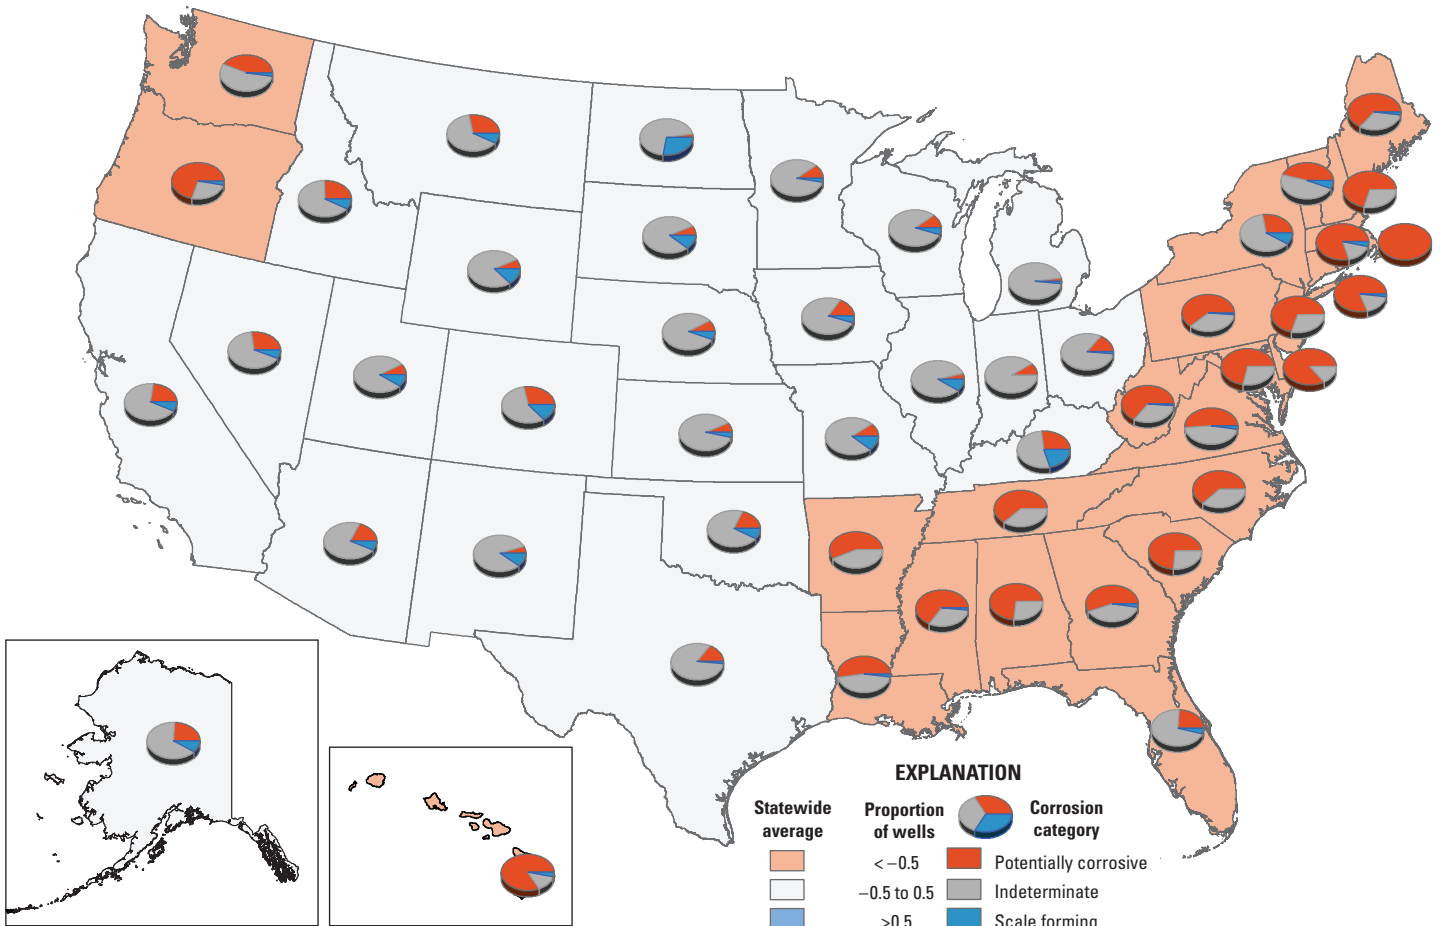 EXPLANATION
Statewide average
Proportion of wells
Corrosion category
< −0.5
Potentially corrosive
−0.5 to 0.5
Indeterminate
>0.5
Scale forming